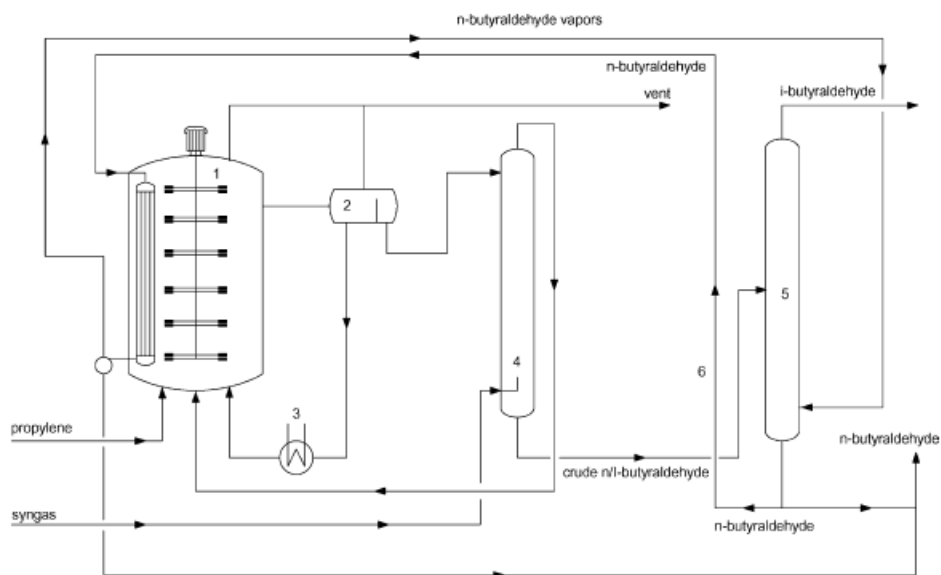 n-butyraldehyde vapors
n-butyraldehyde
i-butyraldehyde
vent
1
2
5
4
6
3
propylene
n-butyraldehyde
crude n/l-butyraldehyde
syngas
n-butyraldehyde